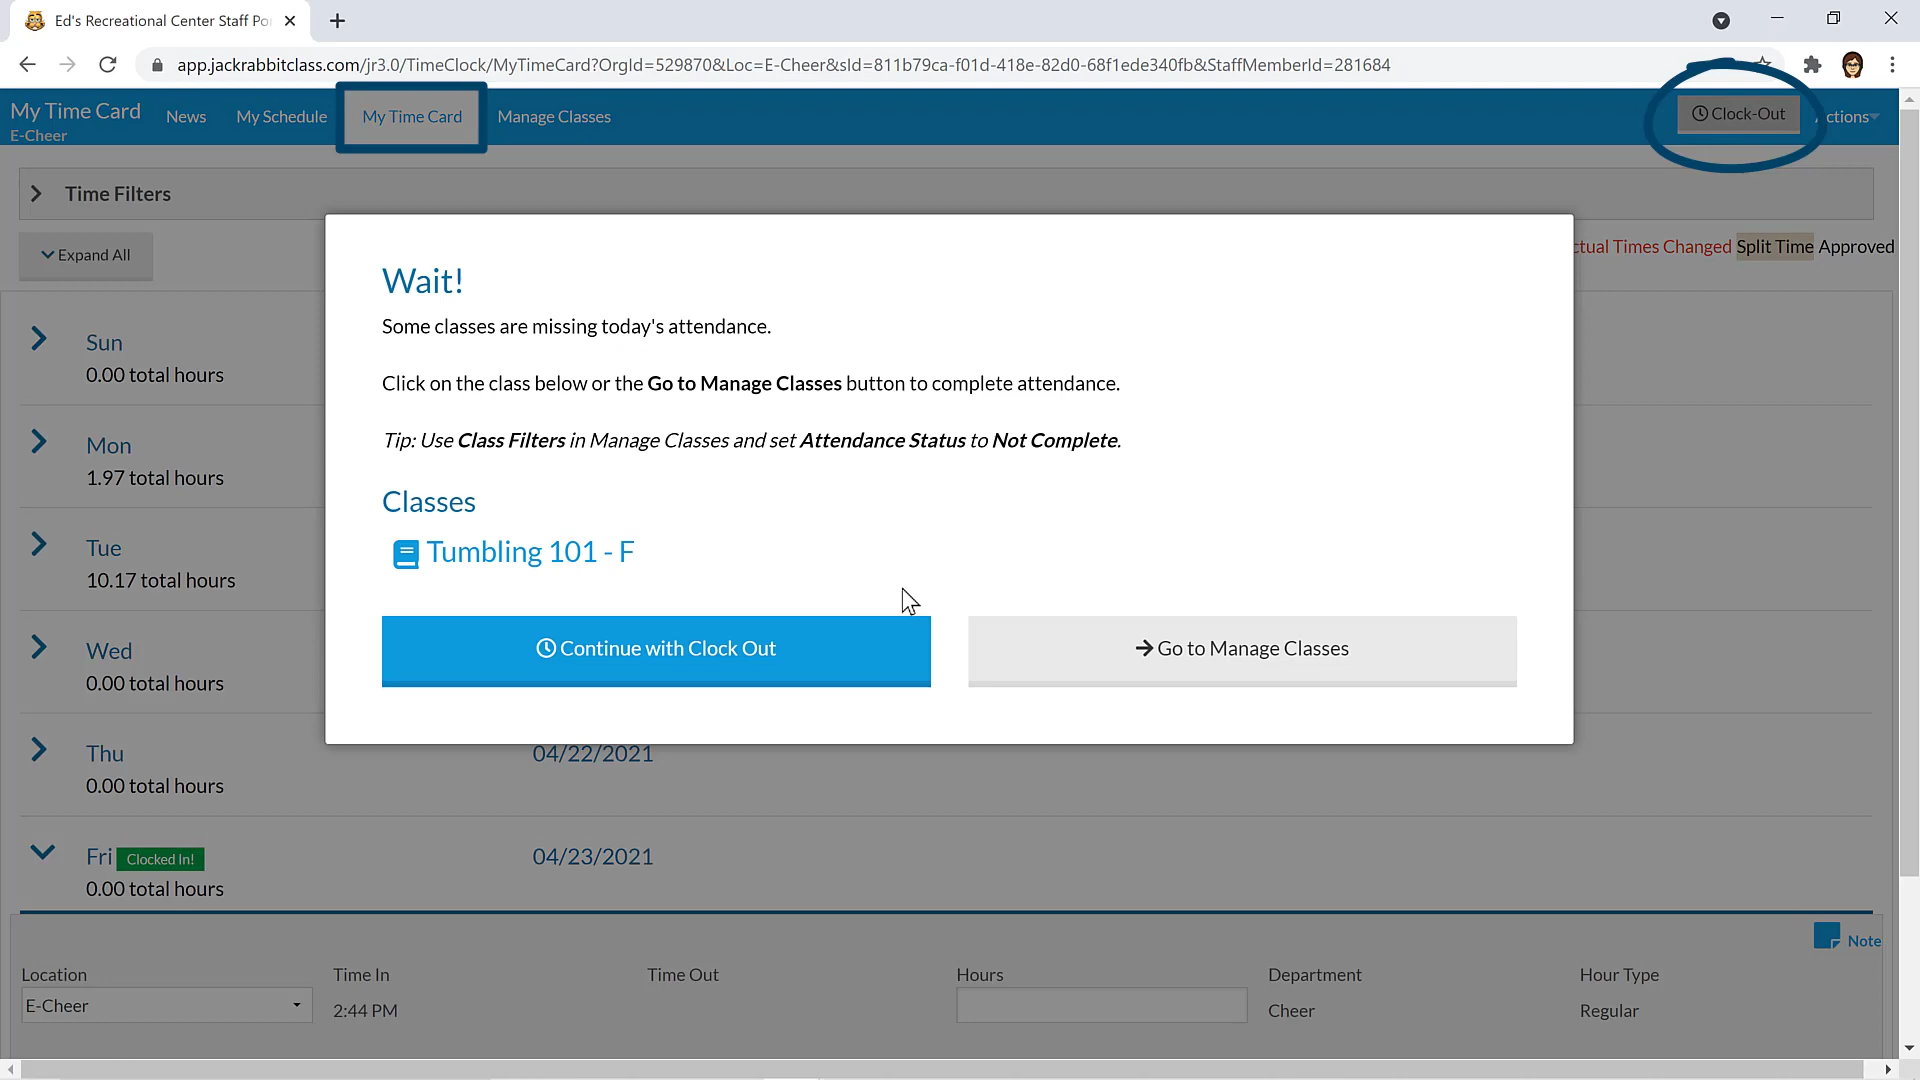 Ed's Recreational Center Staff Po
app.jackrabbitclass.com/jr3.0/TimeClock/MyTimeCard?OrgId=529870&Loc=E-Cheer&sId=811b79ca-f01d-418e-82d0-68f1ede340fb&StaffMemberId=281684
My Time Card News My Schedule My Time Card Manage Classes Clock-Out ctions
E-Cheer
Time Filters
Expand All ctual Times Changed Split Time Approved
Wait!
Some classes are missing today's attendance.
Click on the class below or the Go to Manage Classes button to complete attendance.
Tip: Use Class Filters in Manage Classes and set Attendance Status to Not Complete.
Classes
Tumbling 101 - F
Continue with Clock Out Go to Manage Classes
Sun
0.00 total hours
Mon
1.97 total hours
Tue
10.17 total hours
Wed
0.00 total hours
Thu 04/22/2021
0.00 total hours
Fri Clocked In! 04/23/2021
0.00 total hours
Note
Location Time In Time Out Hours Department Hour Type
E-Cheer 2:44 PM Cheer Regular